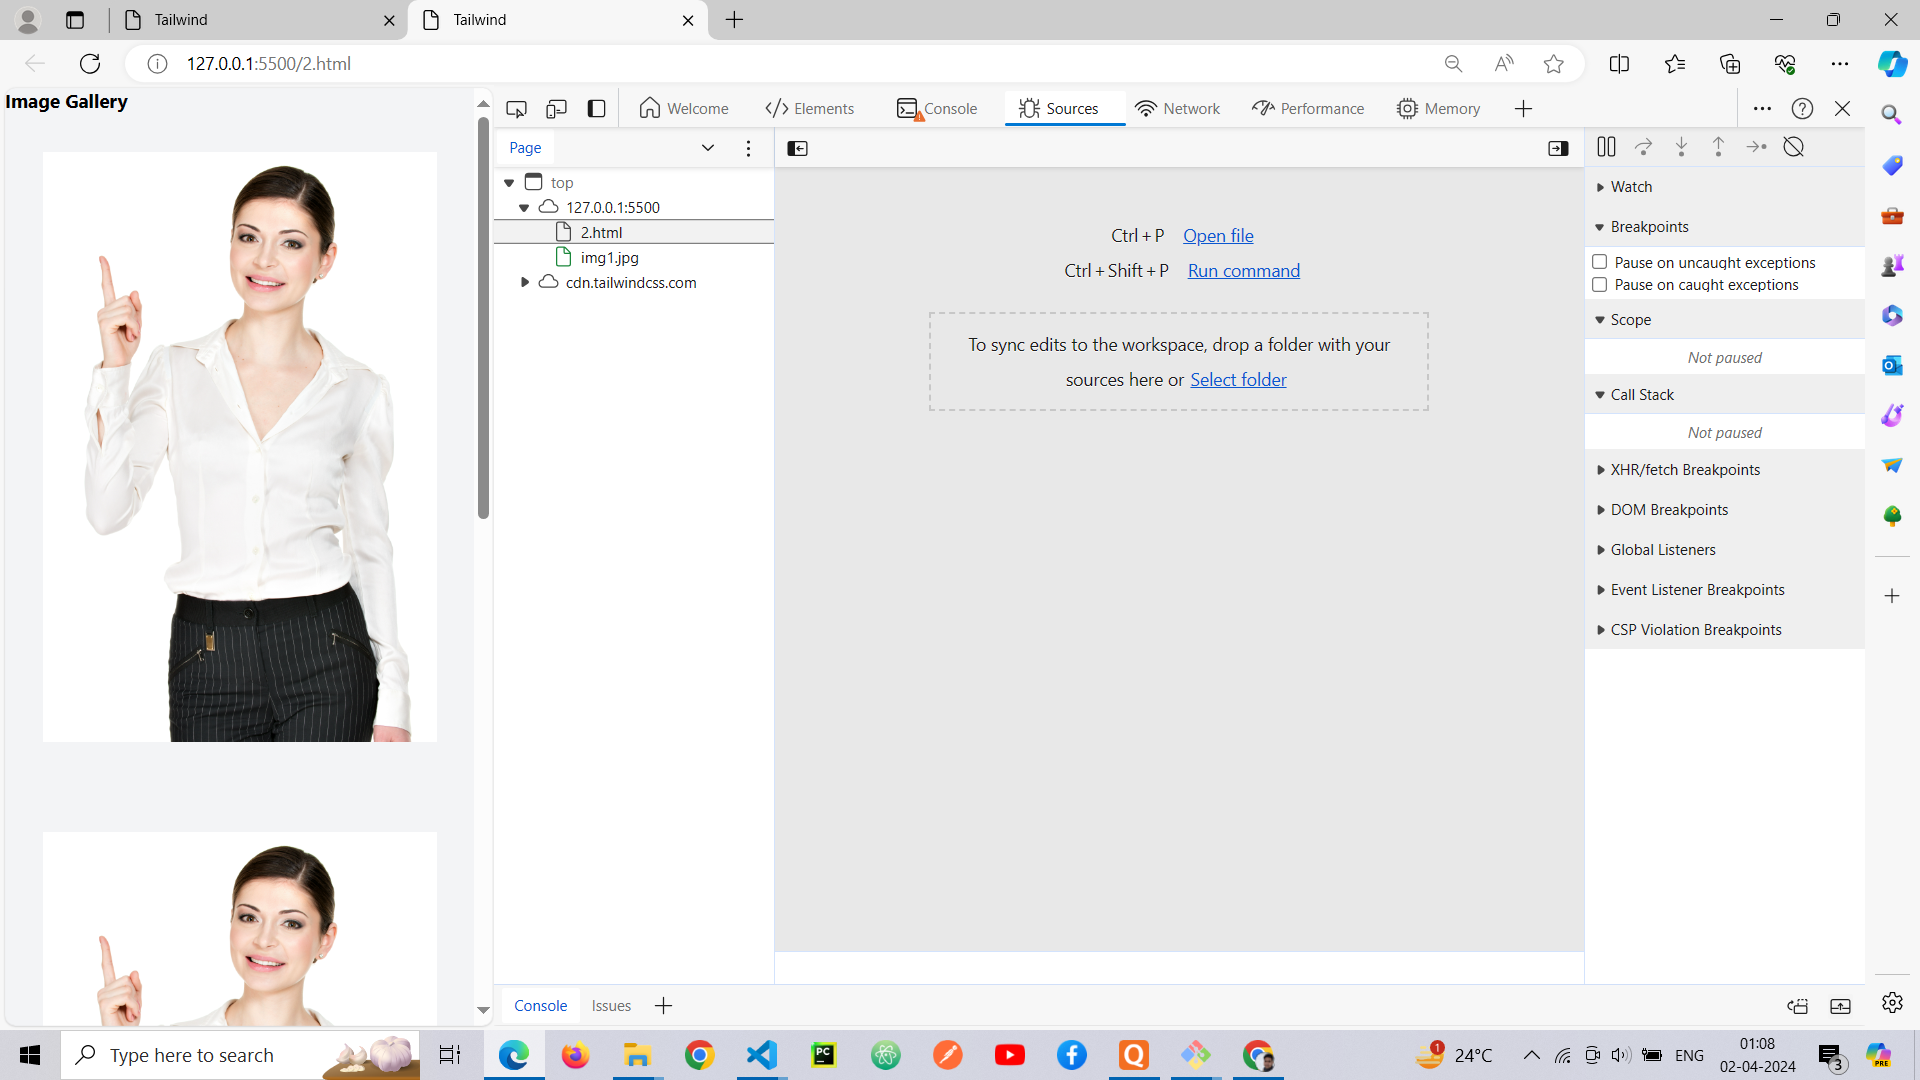 Tailwind
Tailwind
127.0.0.1:5500/2.html
Image Gallery
Welcome
Elements
Console
Sources
Network
Performance
Memory
Page
top
127.0.0.1:5500
2.html
img1.jpg
cdn.tailwindcss.com
Ctrl + P Open file
Ctrl + Shift + P Run command
To sync edits to the workspace, drop a folder with your
sources here or Select folder
Watch
Breakpoints
Pause on uncaught exceptions
Pause on caught exceptions
Scope
Not paused
Call Stack
Not paused
XHR/fetch Breakpoints
DOM Breakpoints
Global Listeners
Event Listener Breakpoints
CSP Violation Breakpoints
Console
Issues
Type here to search
PC
1
24°C
ENG
01:08
02-04-2024
3
PRE